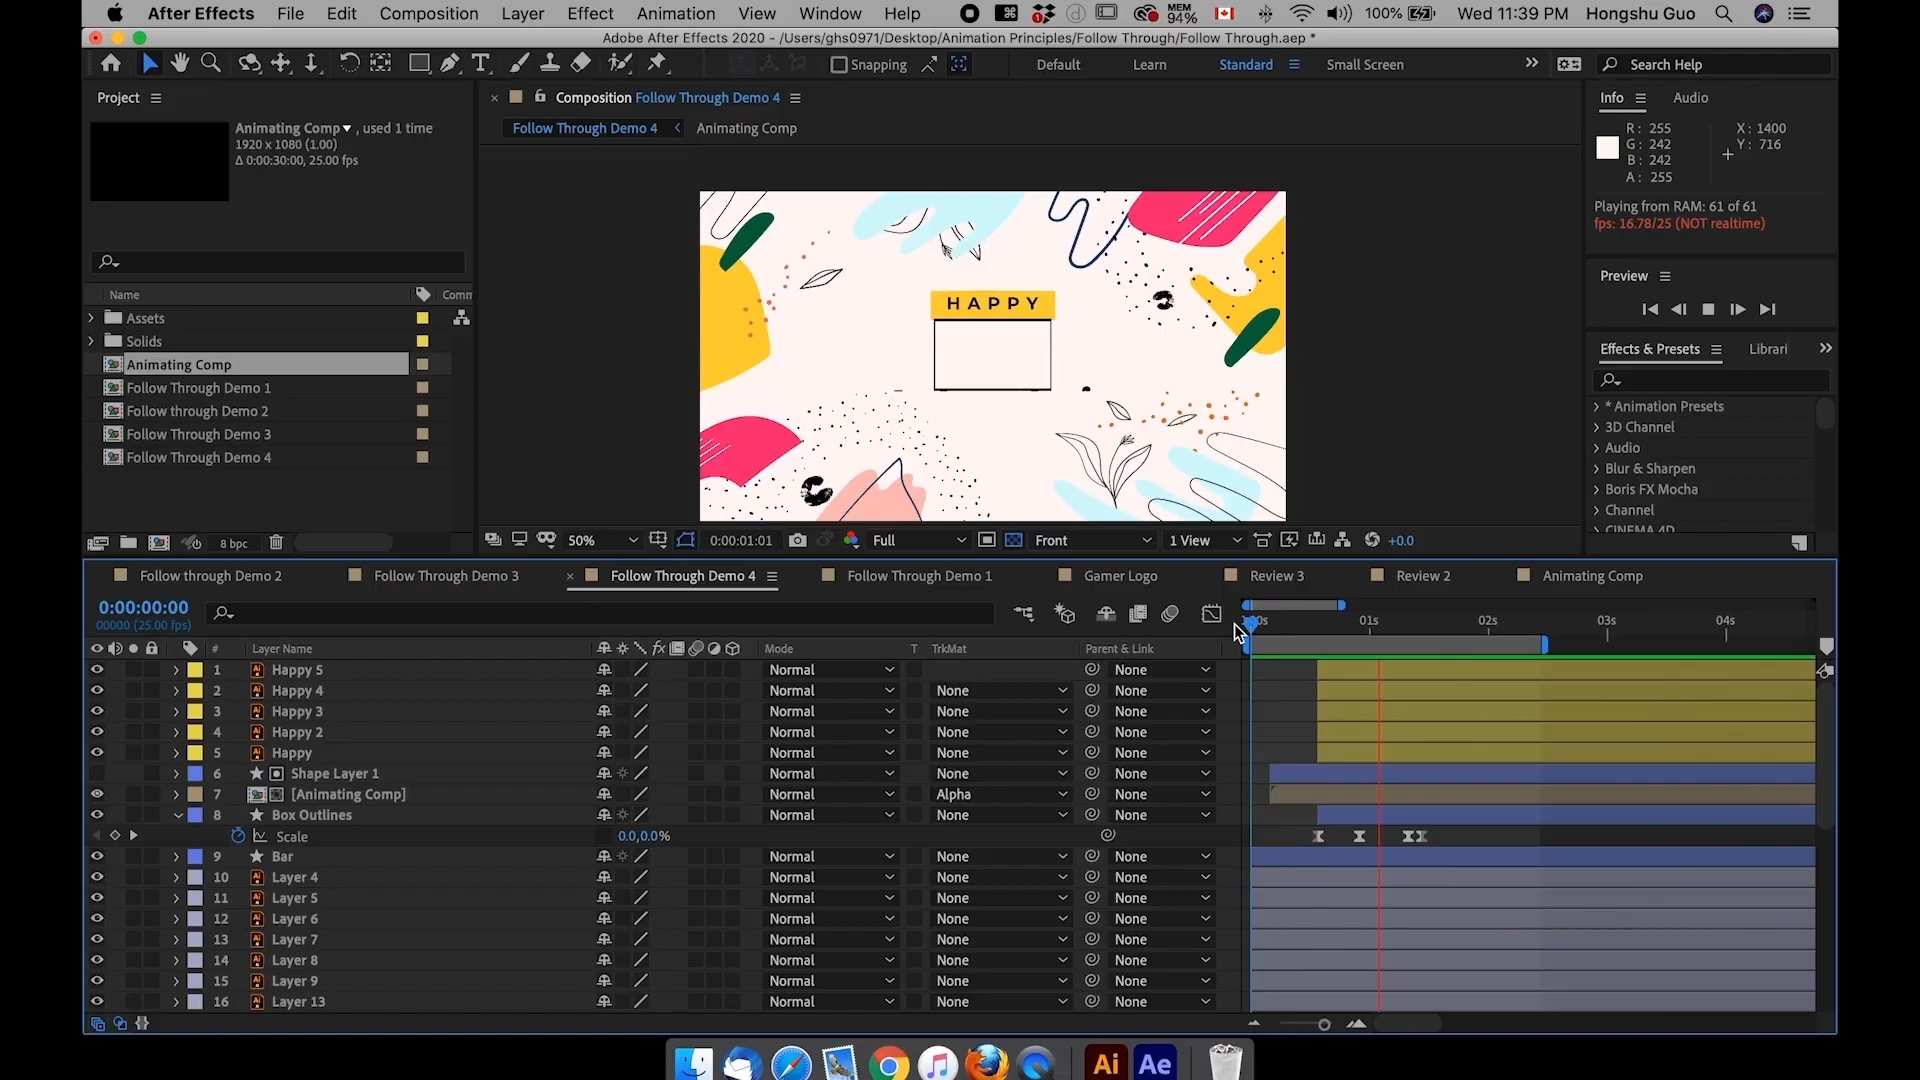 After Effects File Edit Composition Layer Effect Animation View Window Help MEM 94% 100% Wed 11:39 PM Hongshu Guo
Adobe After Effects 2020 - /Users/ghs0971/Desktop/Animation Principles/Follow Through/Follow Through.aep *
Snapping Default Learn Standard Small Screen Search Help
Project
Animating Comp , used 1 time
1920 x 1080 (1.00)
Δ 0:00:30:00, 25.00 fps
Name Comm
Assets
Solids
Animating Comp
Follow Through Demo 1
Follow through Demo 2
Follow Through Demo 3
Follow Through Demo 4
8 bpc
Composition Follow Through Demo 4
Follow Through Demo 4 Animating Comp
HAPPY
50% 0:00:01:01 Full Front 1 View +0.0
Info Audio
R: 255 X: 1400
G: 242 Y: 716
B: 242
A: 255
Playing from RAM: 61 of 61
fps: 16.78/25 (NOT realtime)
Preview
Effects & Presets Librari
* Animation Presets
3D Channel
Audio
Blur & Sharpen
Boris FX Mocha
Channel
CINEMA 4D
Follow through Demo 2 Follow Through Demo 3 Follow Through Demo 4 Follow Through Demo 1 Gamer Logo Review 3 Review 2 Animating Comp
0:00:00:00
00000 (25.00 fps)
01s 02s 03s 04s
# Layer Name Mode T TrkMat Parent & Link
1 Happy 5 Normal None
2 Happy 4 Normal None None
3 Happy 3 Normal None None
4 Happy 2 Normal None None
5 Happy Normal None None
6 Shape Layer 1 Normal None None
7 [Animating Comp] Normal Alpha None
8 Box Outlines Normal None None
Scale 0.0,0.0%
9 Bar Normal None None
10 Layer 4 Normal None None
11 Layer 5 Normal None None
12 Layer 6 Normal None None
13 Layer 7 Normal None None
14 Layer 8 Normal None None
15 Layer 9 Normal None None
16 Layer 13 Normal None None
Ai Ae